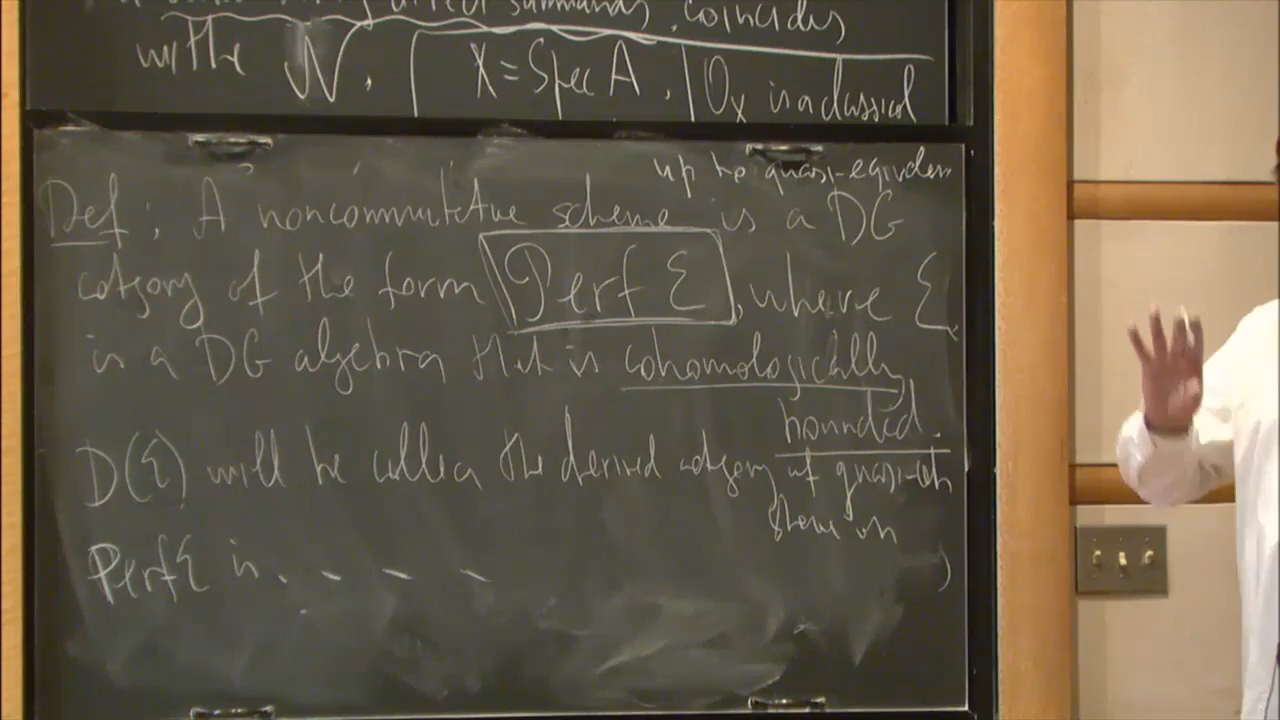 direct summands, coincides
with the N, X = Spec A, O_X is a classical
up to quasi-equivalen
Def: A noncommutative scheme is a DG
category of the form Perf ℰ, where ℰ
is a DG algebra that is cohomologically
bounded.
D(ℰ) will be called the derived category of quasi-coh
on
Perf ℰ is - - - -